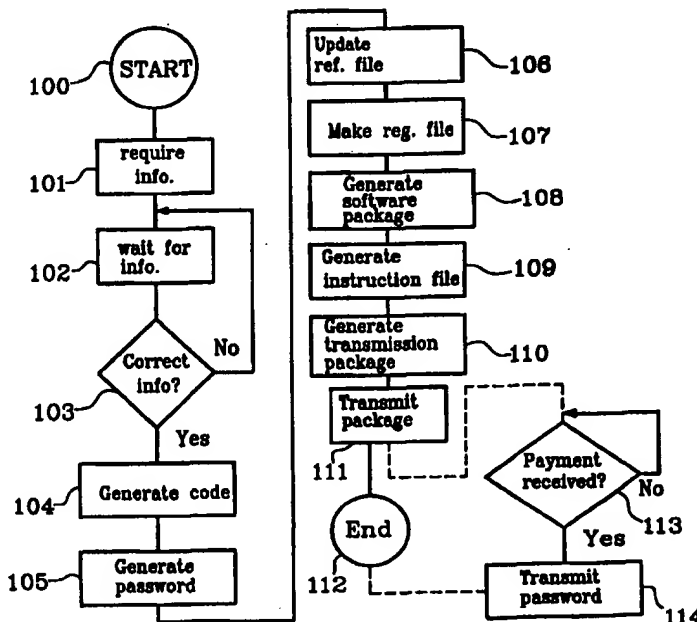 100
START
101
require
info.
102
wait for
info.
103
Correct
info?
No
Yes
104
Generate code
105
Generate
password
Update
ref. file
106
Make reg. file
107
Generate
software
package
108
Generate
instruction file
109
Generate
transmission
package
110
Transmit
package
111
End
112
Payment
received?
No
113
Yes
Transmit
password
114